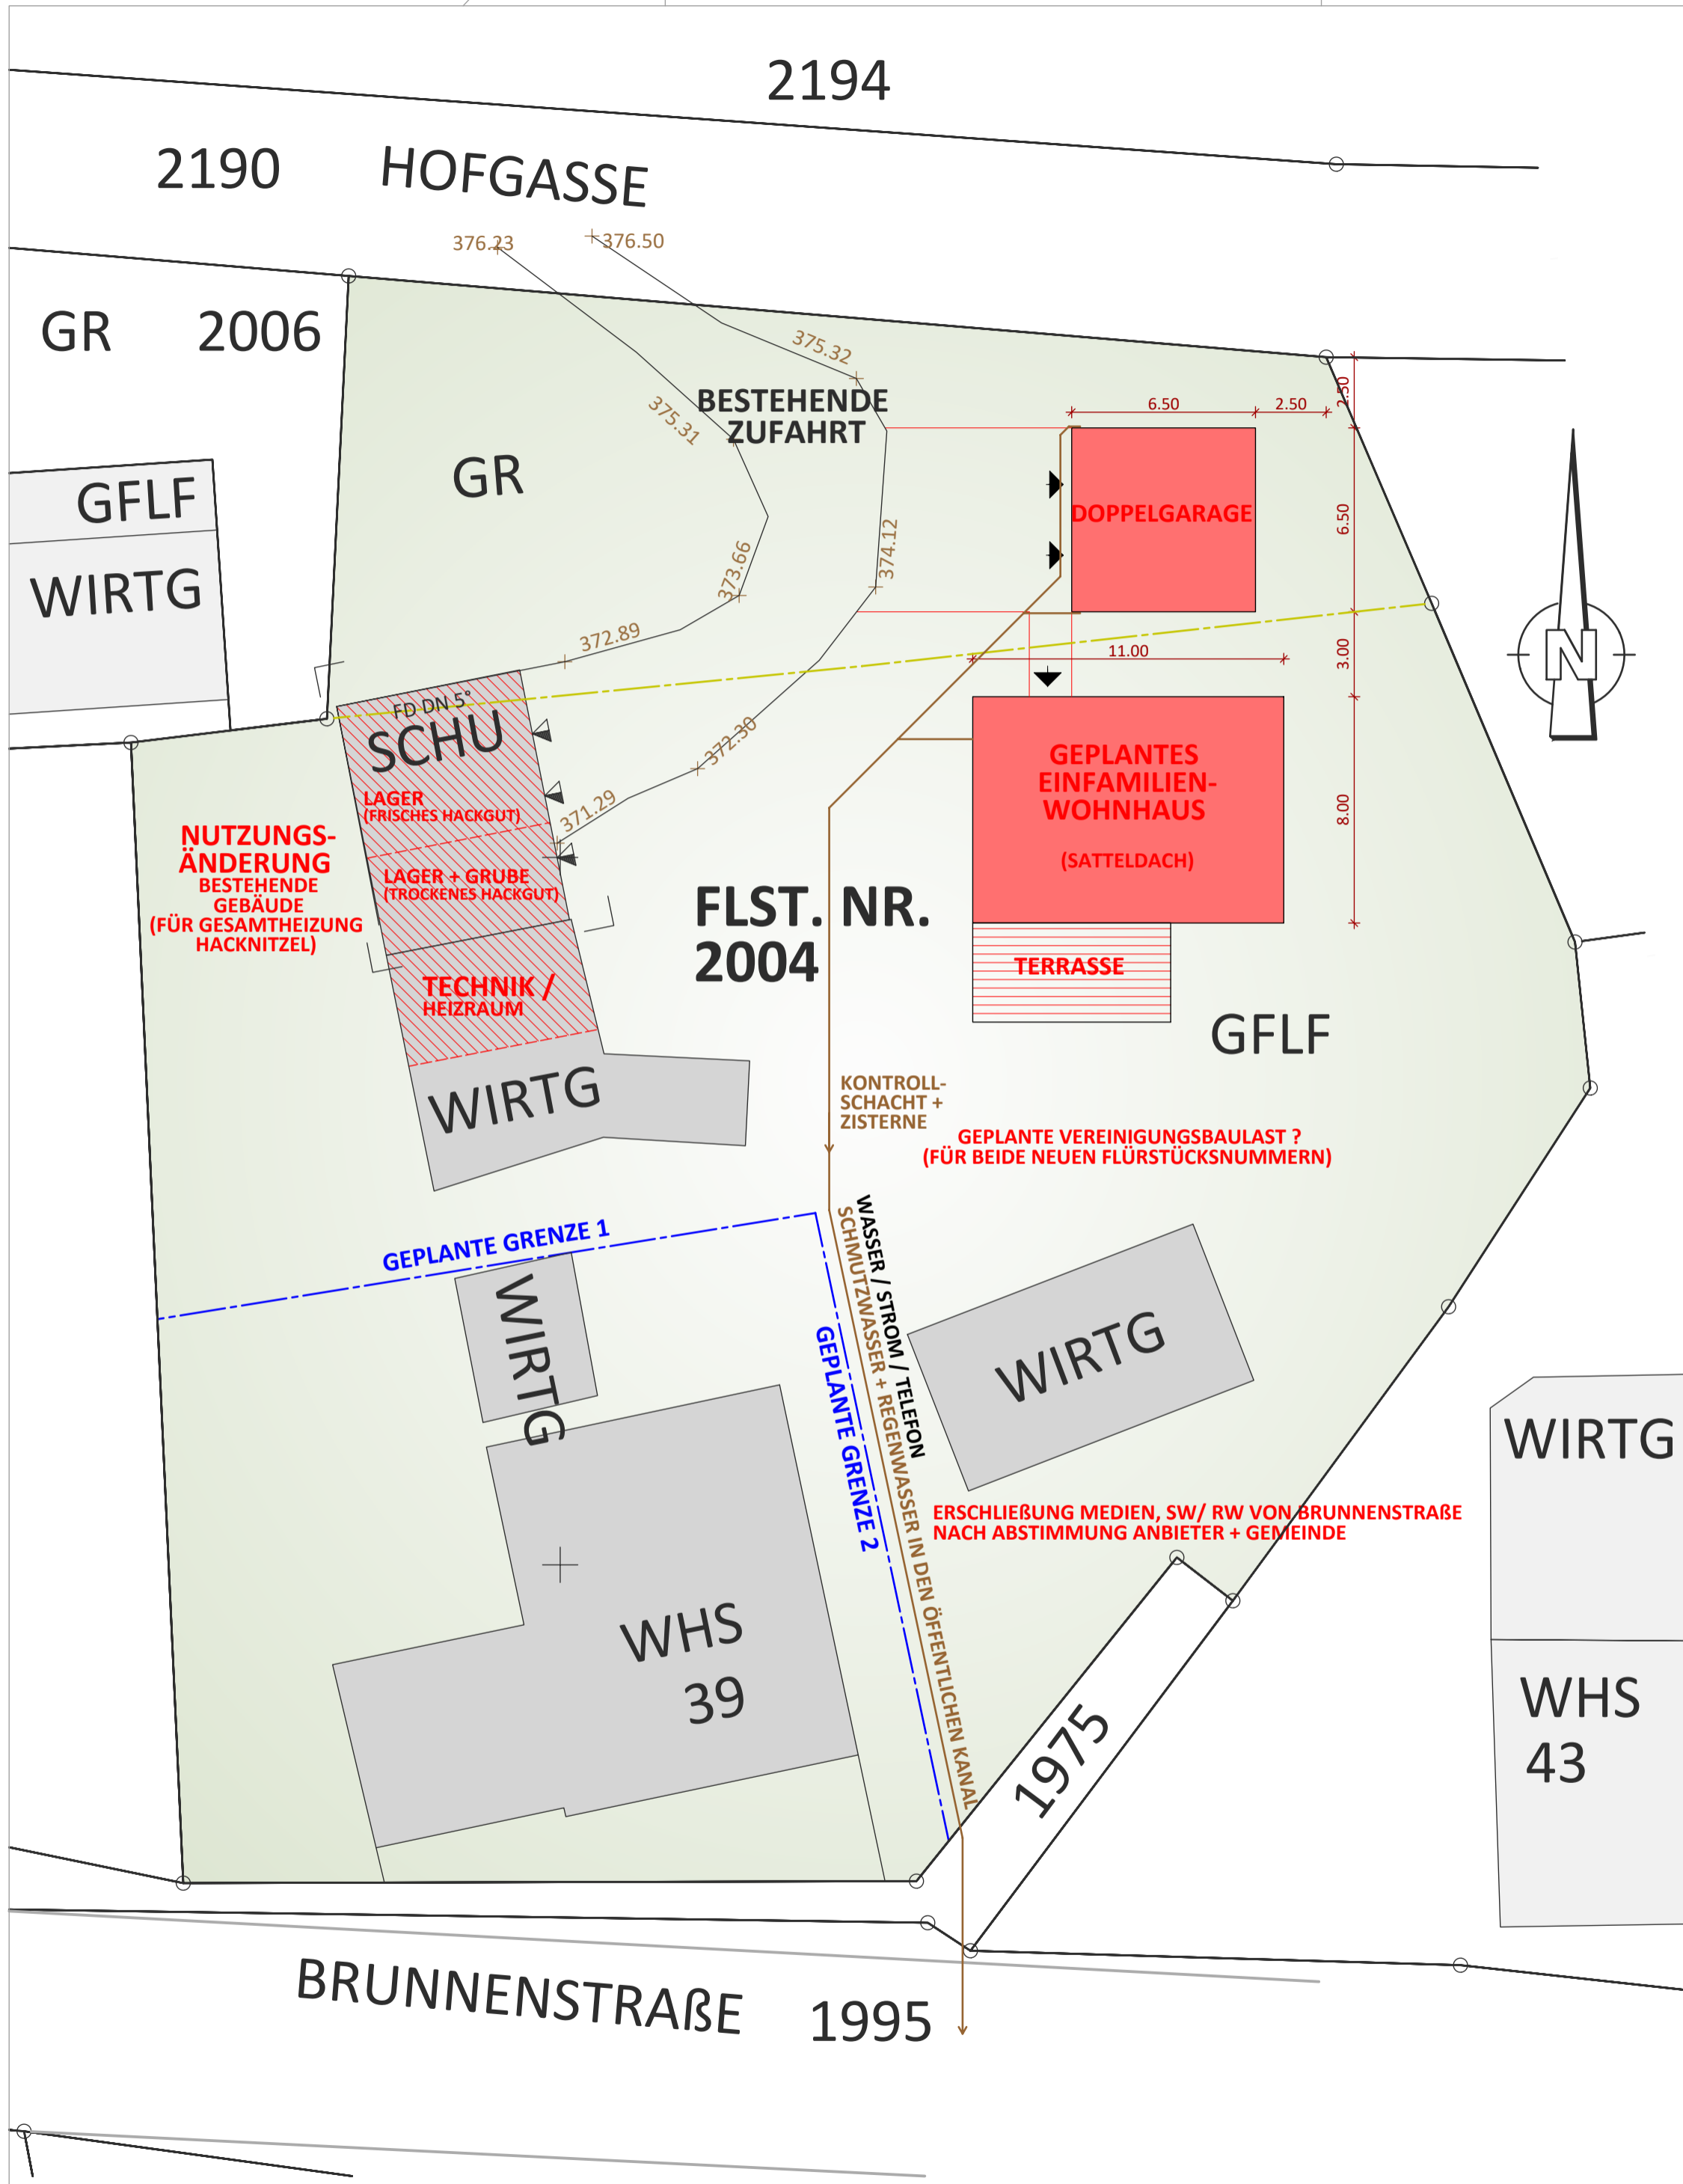 2194
2190 HOFGASSE
376.23
376.50
GR 2006
375.32
375.31
BESTEHENDE
ZUFAHRT
GR
6.50
2.50
2.50
GFLF
WIRTG
DOPPELGARAGE
6.50
374.12
373.66
372.89
11.00
3.00
N
FD DN 5°
SCHU
LAGER
(FRISCHES HACKGUT)
LAGER + GRUBE
(TROCKENES HACKGUT)
372.30
371.29
NUTZUNGS-
ÄNDERUNG
BESTEHENDE
GEBÄUDE
(FÜR GESAMTHEIZUNG
HACKNITZEL)
GEPLANTES
EINFAMILIEN-
WOHNHAUS
(SATTELDACH)
8.00
FLST. NR.
2004
TERRASSE
TECHNIK /
HEIZRAUM
GFLF
WIRTG
KONTROLL-
SCHACHT +
ZISTERNE
GEPLANTE VEREINIGUNGSBAULAST ?
(FÜR BEIDE NEUEN FLÜRSTÜCKSNUMMERN)
GEPLANTE GRENZE 1
WIRTG
WASSER / STROM / TELEFON
SCHMUTZWASSER + REGENWASSER IN DEN ÖFFENTLICHEN KANAL
GEPLANTE GRENZE 2
WIRTG
WIRTG
ERSCHLIEßUNG MEDIEN, SW/ RW VON BRUNNENSTRAßE
NACH ABSTIMMUNG ANBIETER + GEMEINDE
WHS
39
1975
WHS
43
BRUNNENSTRAßE 1995